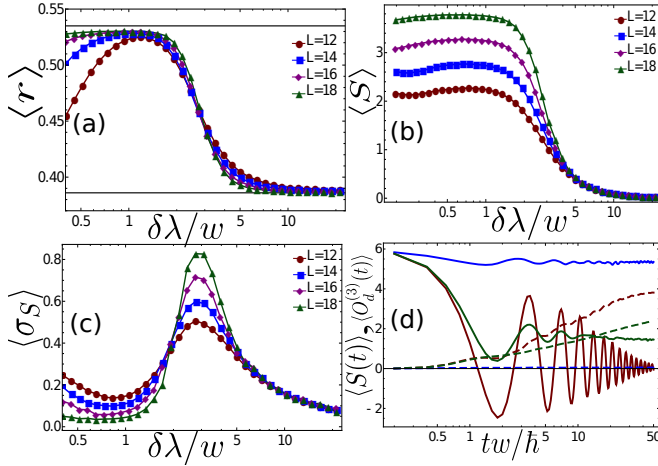 0.55
0.50
0.45
0.40
⟨r⟩
(a)
L=12
L=14
L=16
L=18
0.5 1 5 10
δλ/w
3
2
1
0
⟨S⟩
(b)
L=12
L=14
L=16
L=18
0.5 1 5 10
δλ/w
0.8
0.6
0.4
0.2
0.0
⟨σ_S⟩
(c)
L=12
L=14
L=16
L=18
0.5 1 5 10
δλ/w
6
4
2
0
-2
⟨S(t)⟩,⟨O_d^{(3)}(t)⟩
(d)
0.5 1 5 10 50
tw/ħ